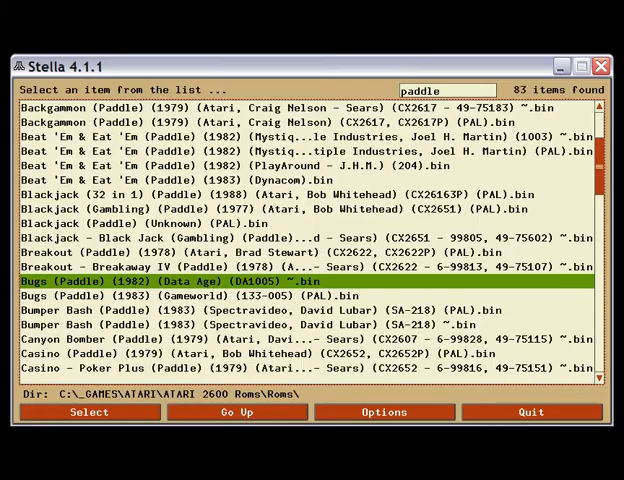 Stella 4.1.1
Select an item from the list ... paddle 83 items found
Backgammon (Paddle) (1979) (Atari, Craig Nelson - Sears) (CX2617 - 49-75183) ~.bin
Backgammon (Paddle) (1979) (Atari, Craig Nelson) (CX2617, CX2617P) (PAL).bin
Beat 'Em & Eat 'Em (Paddle) (1982) (Mystiq...le Industries, Joel H. Martin) (1003) ~.bin
Beat 'Em & Eat 'Em (Paddle) (1982) (Mystiq...tiple Industries, Joel H. Martin) (PAL).bin
Beat 'Em & Eat 'Em (Paddle) (1982) (PlayAround - J.H.M.) (204).bin
Beat 'Em & Eat 'Em (Paddle) (1983) (Dynacom).bin
Blackjack (32 in 1) (Paddle) (1988) (Atari, Bob Whitehead) (CX26163P) (PAL).bin
Blackjack (Gambling) (Paddle) (1977) (Atari, Bob Whitehead) (CX2651) (PAL).bin
Blackjack (Paddle) (Unknown) (PAL).bin
Blackjack - Black Jack (Gambling) (Paddle)...d - Sears) (CX2651 - 99805, 49-75602) ~.bin
Breakout (Paddle) (1978) (Atari, Brad Stewart) (CX2622, CX2622P) (PAL).bin
Breakout - Breakaway IV (Paddle) (1978) (A...- Sears) (CX2622 - 6-99813, 49-75107) ~.bin
Bugs (Paddle) (1982) (Data Age) (DA1005) ~.bin
Bugs (Paddle) (1983) (Gameworld) (133-005) (PAL).bin
Bumper Bash (Paddle) (1983) (Spectravideo, David Lubar) (SA-218) (PAL).bin
Bumper Bash (Paddle) (1983) (Spectravideo, David Lubar) (SA-218) ~.bin
Canyon Bomber (Paddle) (1979) (Atari, Davi...- Sears) (CX2607 - 6-99828, 49-75115) ~.bin
Casino (Paddle) (1979) (Atari, Bob Whitehead) (CX2652, CX2652P) (PAL).bin
Casino - Poker Plus (Paddle) (1979) (Atari...- Sears) (CX2652 - 6-99816, 49-75151) ~.bin
Dir: C:\_GAMES\ATARI\ATARI 2600 Roms\Roms\
Select Go Up Options Quit